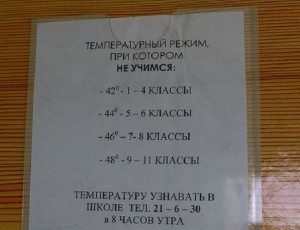 ТЕМПЕРАТУРНЫЙ РЕЖИМ,
ПРИ КОТОРОМ
НЕ УЧИМСЯ:
- 42⁰ - 1 – 4 КЛАССЫ
- 44⁰ - 5 – 6 КЛАССЫ
- 46⁰ – 7- 8 КЛАССЫ
- 48⁰ - 9 – 11 КЛАССЫ
ТЕМПЕРАТУРУ УЗНАВАТЬ В
ШКОЛЕ ТЕЛ. 21 – 6 – 30
в 8 ЧАСОВ УТРА